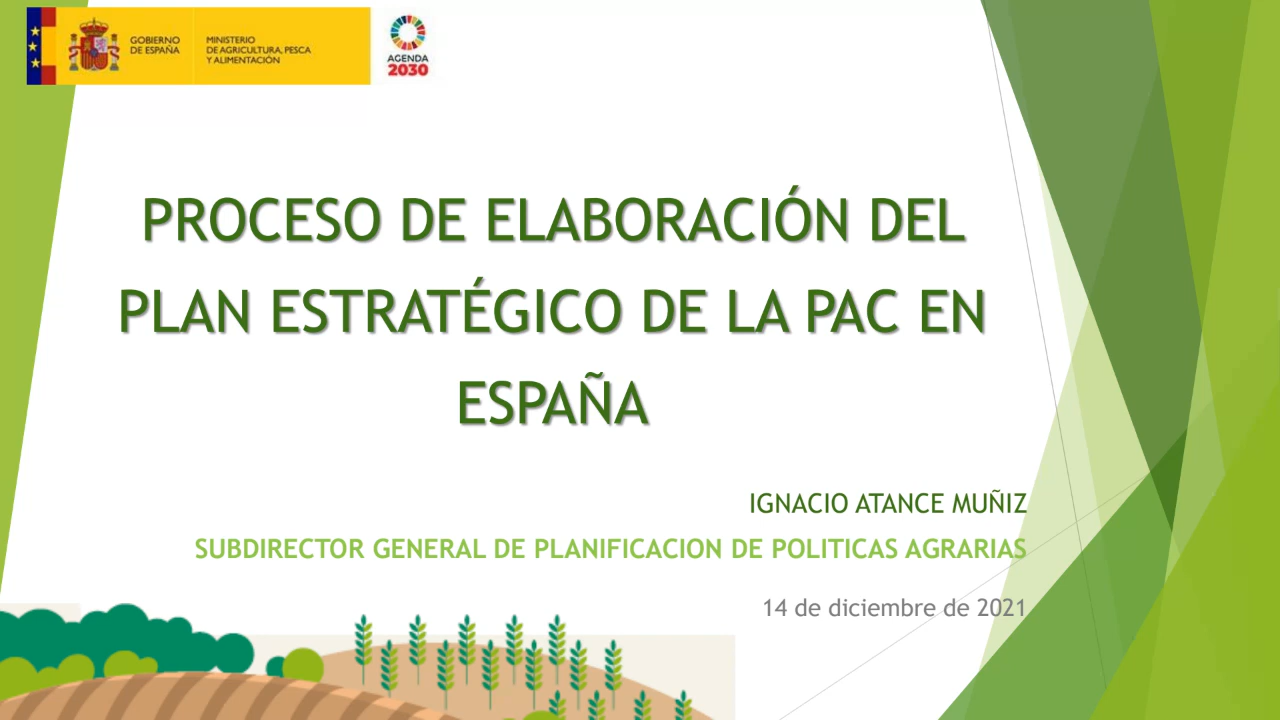 GOBIERNO
DE ESPAÑA
MINISTERIO
DE AGRICULTURA, PESCA
Y ALIMENTACIÓN
AGENDA
2030
PROCESO DE ELABORACIÓN DEL
PLAN ESTRATÉGICO DE LA PAC EN
ESPAÑA
IGNACIO ATANCE MUÑIZ
SUBDIRECTOR GENERAL DE PLANIFICACION DE POLITICAS AGRARIAS
14 de diciembre de 2021